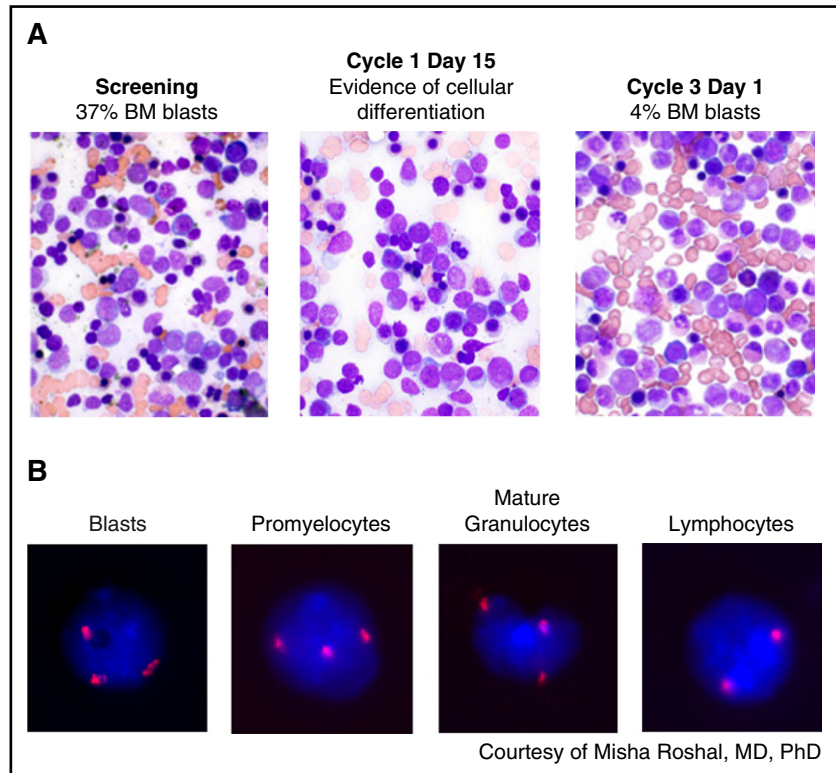 A
Screening
37% BM blasts
Cycle 1 Day 15
Evidence of cellular
differentiation
Cycle 3 Day 1
4% BM blasts
B
Blasts
Promyelocytes
Mature
Granulocytes
Lymphocytes
Courtesy of Misha Roshal, MD, PhD